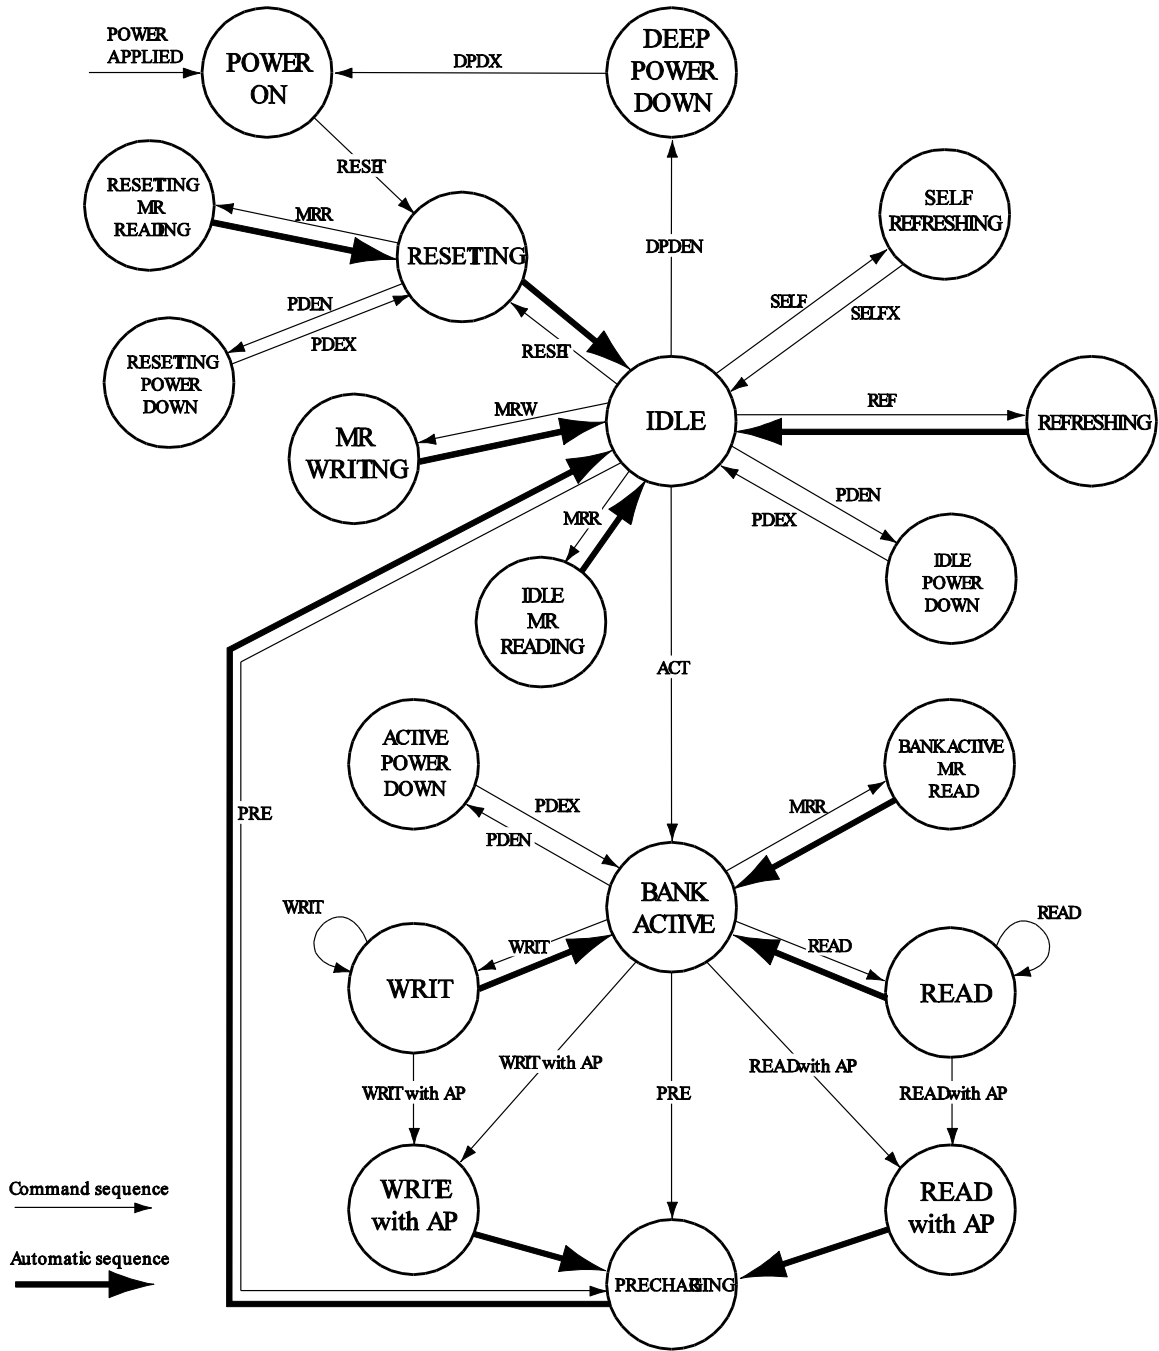 POWER
APPLIED
POWER
ON
DPDX
DEEP
POWER
DOWN
RESET
RESETTING
MR
READING
MRR
RESETTING
DPDEN
SELF
REFRESHING
PDEN
PDEX
SELF
SELFX
RESETTING
POWER
DOWN
RESET
MRW
IDLE
REF
REFRESHING
MR
WRITNG
MRR
PDEN
PDEX
IDLE
MR
READING
IDLE
POWER
DOWN
ACT
ACTIVE
POWER
DOWN
BANK ACTIVE
MR
READ
PRE
PDEX
PDEN
MRR
BANK
ACTIVE
WRIT
WRIT
READ
READ
WRIT
READ
WRIT with AP
WRIT with AP
PRE
READ with AP
READ with AP
WRITE
with AP
READ
with AP
Command sequence
Automatic sequence
PRECHARGING